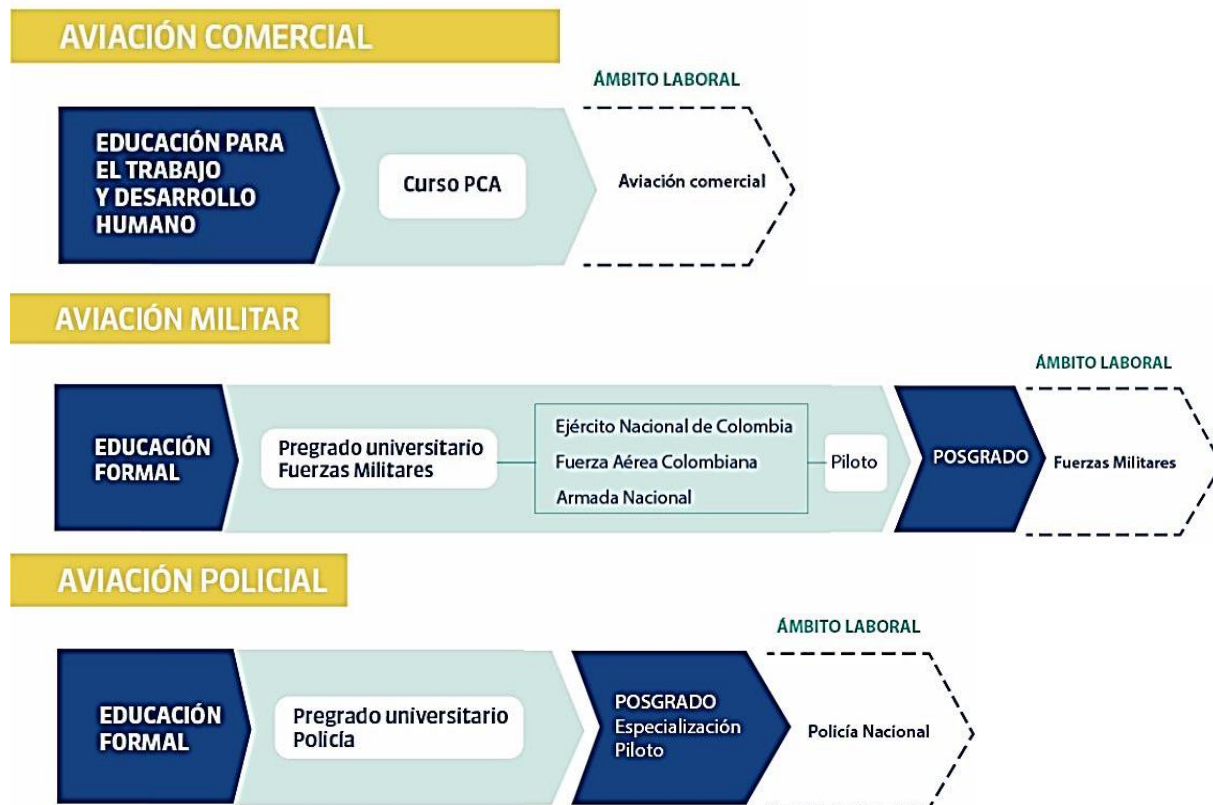 AVIACIÓN COMERCIAL
ÁMBITO LABORAL
EDUCACIÓN PARA
EL TRABAJO
Y DESARROLLO
HUMANO
Curso PCA
Aviación comercial
AVIACIÓN MILITAR
ÁMBITO LABORAL
EDUCACIÓN
FORMAL
Pregrado universitario
Fuerzas Militares
Ejército Nacional de Colombia
Fuerza Aérea Colombiana
Armada Nacional
Piloto
POSGRADO
Fuerzas Militares
AVIACIÓN POLICIAL
ÁMBITO LABORAL
EDUCACIÓN
FORMAL
Pregrado universitario
Policía
POSGRADO
Especialización
Piloto
Policía Nacional